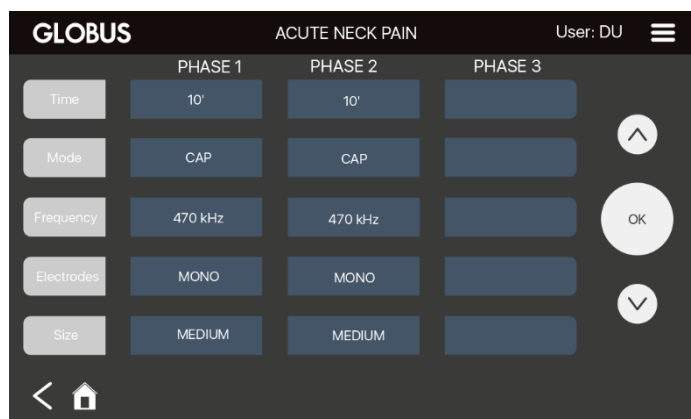 GLOBUS ACUTE NECK PAIN User: DU
PHASE 1 PHASE 2 PHASE 3
Time 10' 10'
Mode CAP CAP
Frequency 470 kHz 470 kHz OK
Electrodes MONO MONO
Size MEDIUM MEDIUM